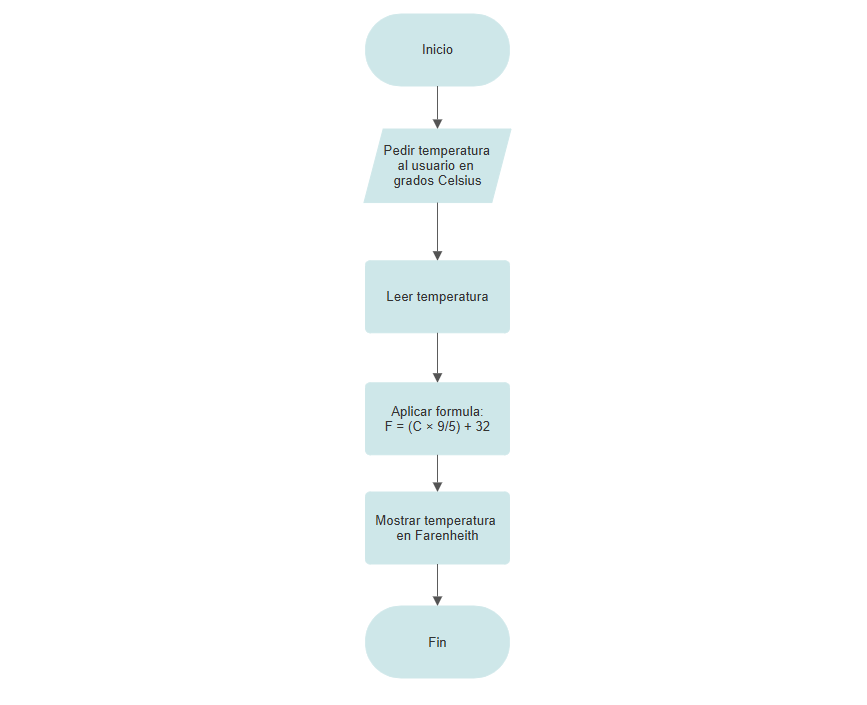 Inicio
Pedir temperatura
al usuario en
grados Celsius
Leer temperatura
Aplicar formula:
F = (C × 9/5) + 32
Mostrar temperatura
en Farenheith
Fin